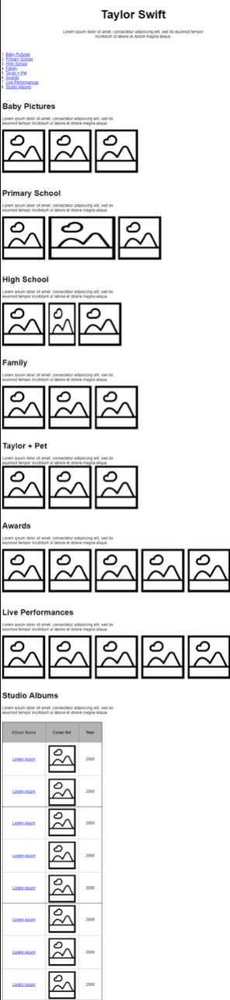 Taylor Swift
Lorem ipsum dolor sit amet, consectetur adipisicing elit, sed do eiusmod tempor
incididunt ut labore et dolore magna aliqua.
1. Baby Pictures
2. Primary School
3. High School
4. Family
5. Taylor + Pet
6. Awards
7. Live Performances
8. Studio Albums
Baby Pictures
Lorem ipsum dolor sit amet, consectetur adipisicing elit, sed do
eiusmod tempor incididunt ut labore et dolore magna aliqua.
Primary School
Lorem ipsum dolor sit amet, consectetur adipisicing elit, sed do
eiusmod tempor incididunt ut labore et dolore magna aliqua.
High School
Lorem ipsum dolor sit amet, consectetur adipisicing elit, sed do
eiusmod tempor incididunt ut labore et dolore magna aliqua.
Family
Lorem ipsum dolor sit amet, consectetur adipisicing elit, sed do
eiusmod tempor incididunt ut labore et dolore magna aliqua.
Taylor + Pet
Lorem ipsum dolor sit amet, consectetur adipisicing elit, sed do
eiusmod tempor incididunt ut labore et dolore magna aliqua.
Awards
Lorem ipsum dolor sit amet, consectetur adipisicing elit, sed do
eiusmod tempor incididunt ut labore et dolore magna aliqua.
Live Performances
Lorem ipsum dolor sit amet, consectetur adipisicing elit, sed do
eiusmod tempor incididunt ut labore et dolore magna aliqua.
Studio Albums
Lorem ipsum dolor sit amet, consectetur adipisicing elit, sed do
eiusmod tempor incididunt ut labore et dolore magna aliqua.
Album Name Cover Art Year
Lorem ipsum 2000
Lorem ipsum 2000
Lorem ipsum 2000
Lorem ipsum 2000
Lorem ipsum 2000
Lorem ipsum 2000
Lorem ipsum 2000
Lorem ipsum 2000